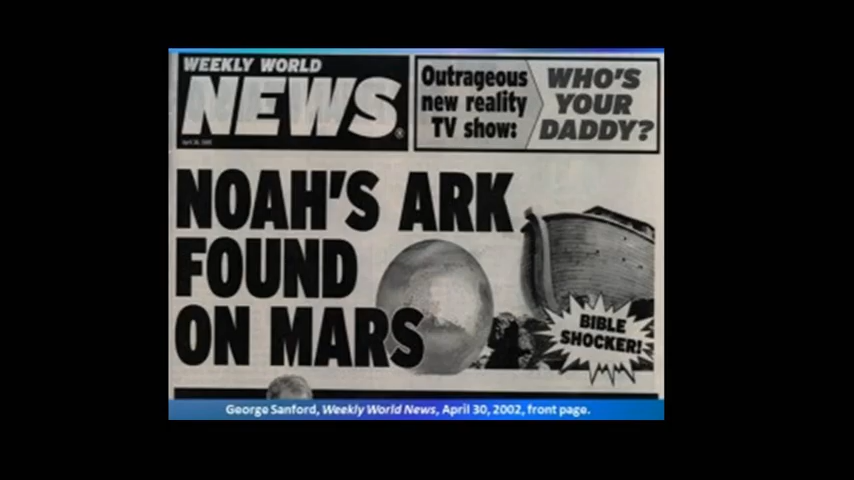 WEEKLY WORLD
NEWS®
Outrageous
new reality
TV show:
WHO'S
YOUR
DADDY?
NOAH'S ARK
FOUND
ON MARS
BIBLE
SHOCKER!
George Sanford, Weekly World News, April 30, 2002, front page.